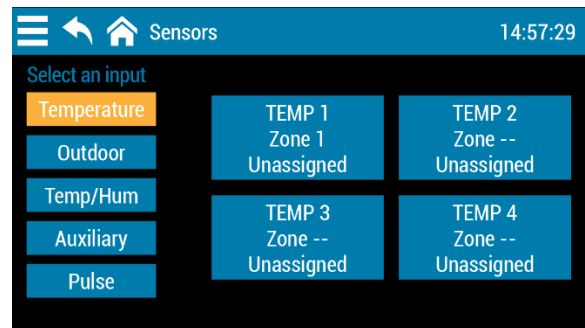 Sensors
14:57:29
Select an input
Temperature
Outdoor
Temp/Hum
Auxiliary
Pulse
TEMP 1
Zone 1
Unassigned
TEMP 2
Zone --
Unassigned
TEMP 3
Zone --
Unassigned
TEMP 4
Zone --
Unassigned